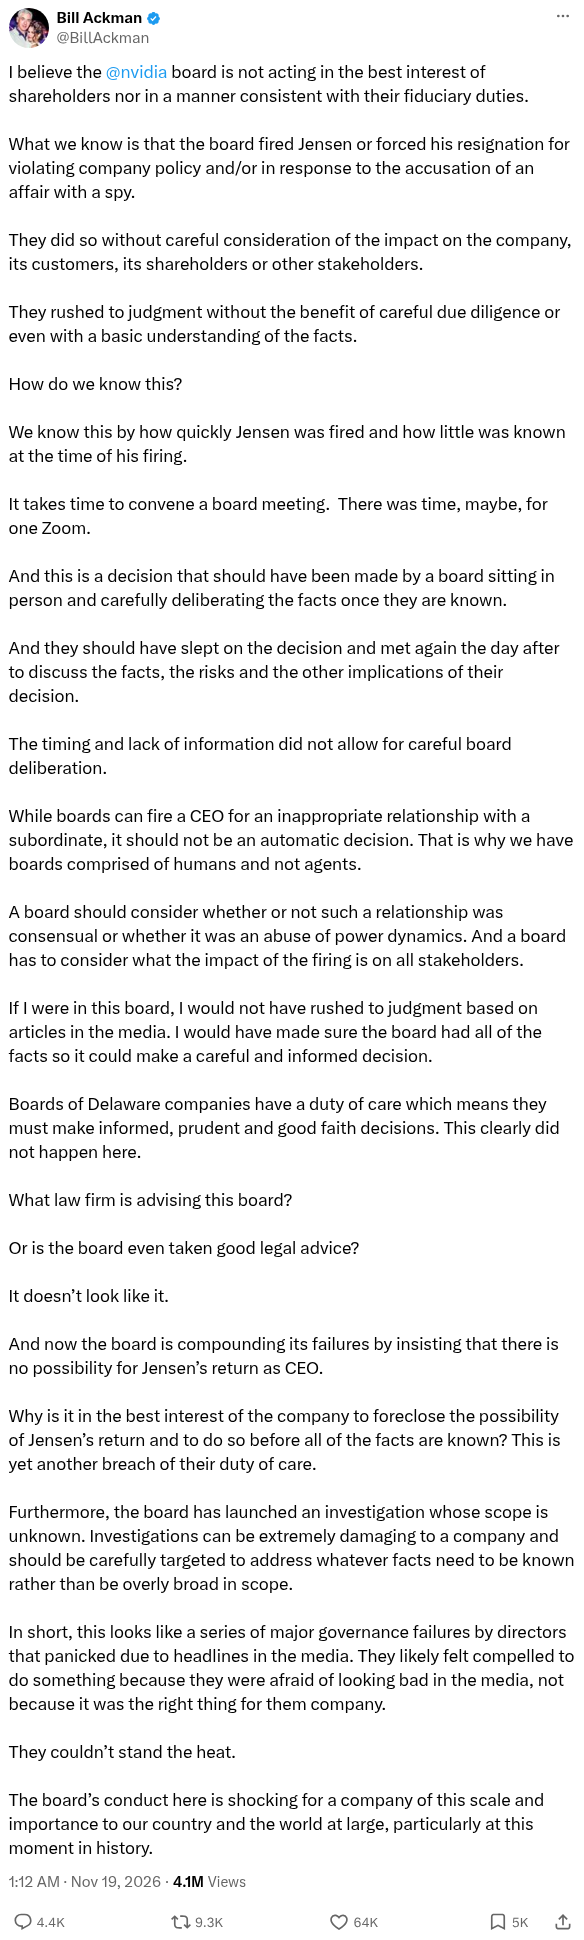 Bill Ackman
@BillAckman
I believe the @nvidia board is not acting in the best interest of
shareholders nor in a manner consistent with their fiduciary duties.
What we know is that the board fired Jensen or forced his resignation for
violating company policy and/or in response to the accusation of an
affair with a spy.
They did so without careful consideration of the impact on the company,
its customers, its shareholders or other stakeholders.
They rushed to judgment without the benefit of careful due diligence or
even with a basic understanding of the facts.
How do we know this?
We know this by how quickly Jensen was fired and how little was known
at the time of his firing.
It takes time to convene a board meeting.  There was time, maybe, for
one Zoom.
And this is a decision that should have been made by a board sitting in
person and carefully deliberating the facts once they are known.
And they should have slept on the decision and met again the day after
to discuss the facts, the risks and the other implications of their
decision.
The timing and lack of information did not allow for careful board
deliberation.
While boards can fire a CEO for an inappropriate relationship with a
subordinate, it should not be an automatic decision. That is why we have
boards comprised of humans and not agents.
A board should consider whether or not such a relationship was
consensual or whether it was an abuse of power dynamics. And a board
has to consider what the impact of the firing is on all stakeholders.
If I were in this board, I would not have rushed to judgment based on
articles in the media. I would have made sure the board had all of the
facts so it could make a careful and informed decision.
Boards of Delaware companies have a duty of care which means they
must make informed, prudent and good faith decisions. This clearly did
not happen here.
What law firm is advising this board?
Or is the board even taken good legal advice?
It doesn’t look like it.
And now the board is compounding its failures by insisting that there is
no possibility for Jensen’s return as CEO.
Why is it in the best interest of the company to foreclose the possibility
of Jensen’s return and to do so before all of the facts are known? This is
yet another breach of their duty of care.
Furthermore, the board has launched an investigation whose scope is
unknown. Investigations can be extremely damaging to a company and
should be carefully targeted to address whatever facts need to be known
rather than be overly broad in scope.
In short, this looks like a series of major governance failures by directors
that panicked due to headlines in the media. They likely felt compelled to
do something because they were afraid of looking bad in the media, not
because it was the right thing for them company.
They couldn’t stand the heat.
The board’s conduct here is shocking for a company of this scale and
importance to our country and the world at large, particularly at this
moment in history.
1:12 AM · Nov 19, 2026 · 4.1M Views
4.4K 9.3K 64K 5K